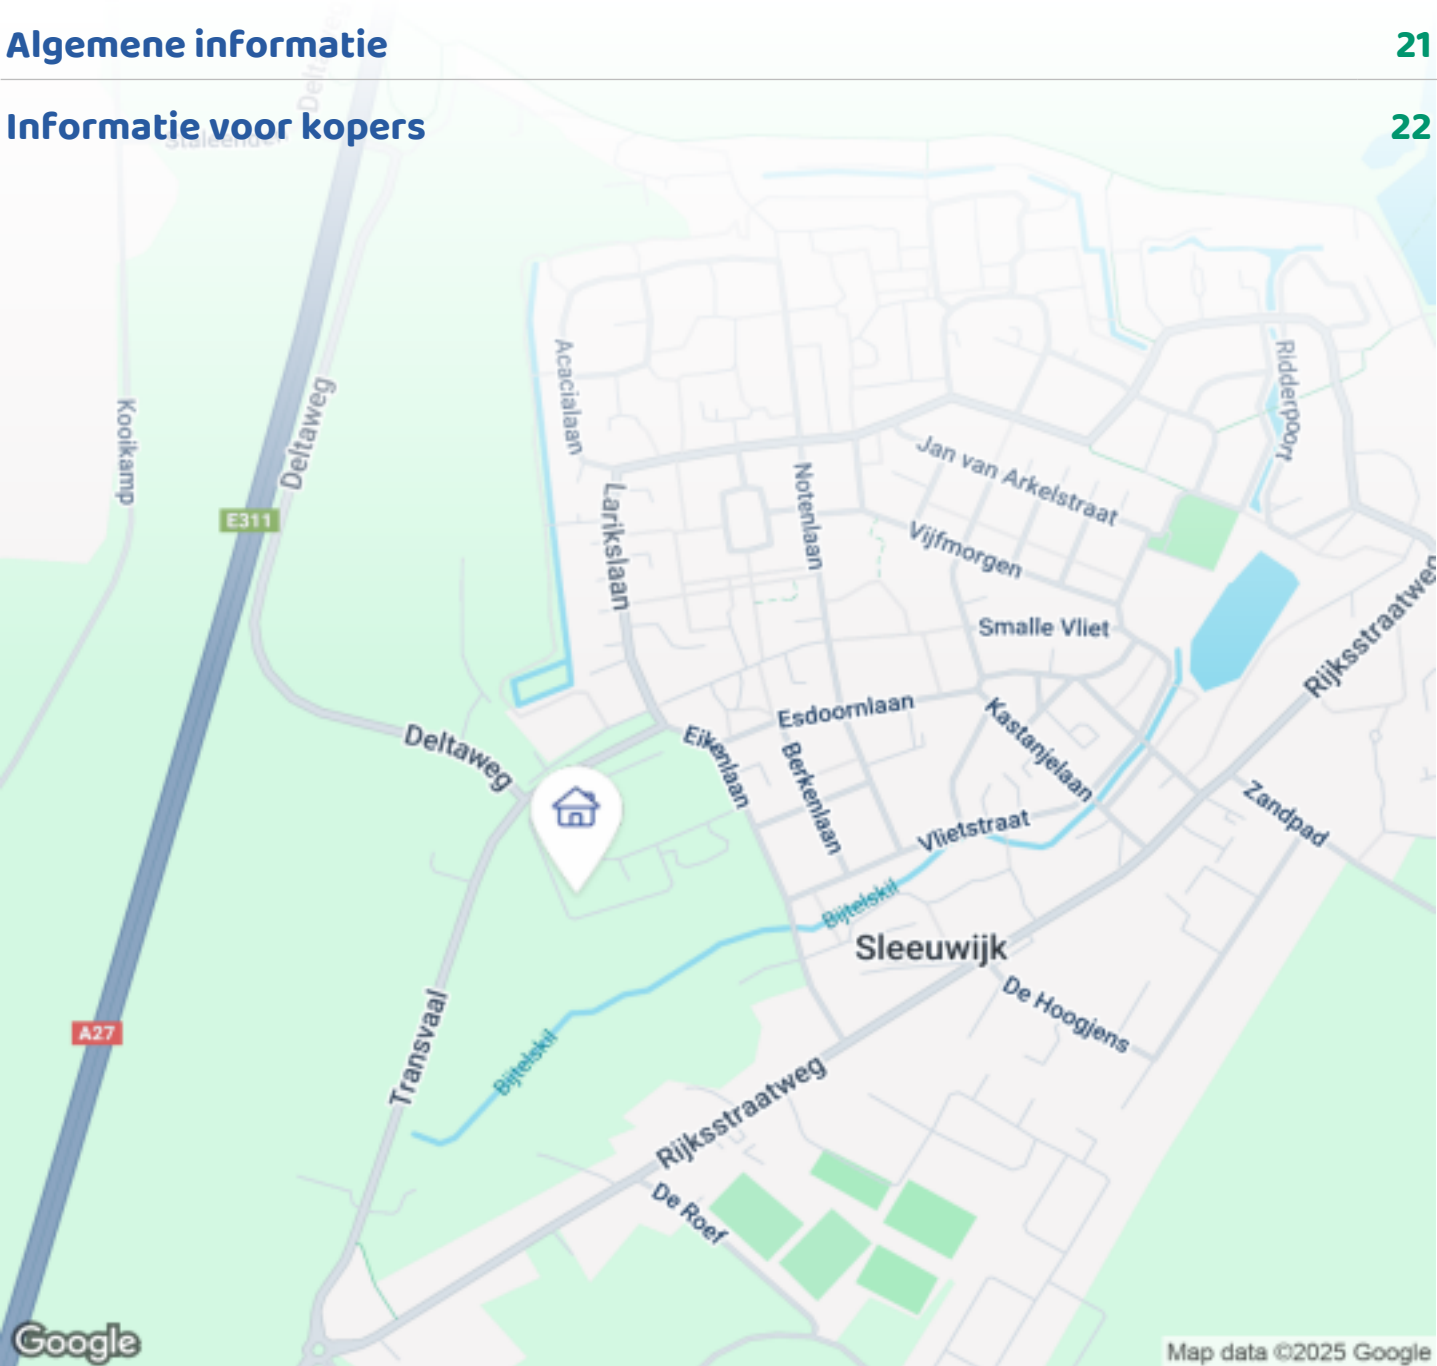 Algemene informatie 21
Informatie voor kopers 22
Deltaweg
Staleender
Acacialaan
Ridderpoort
Kooikamp
Deltaweg
Jan van Arkelstraat
Notenlaan
Larikslaan
E311
Vijfmorgen
Smalle Vliet
Rijksstraatweg
Esdoornlaan
Kastanjelaan
Eikenlaan
Deltaweg
Berkenlaan
Zandpad
Vlietstraat
Bijtelskil
Sleeuwijk
De Hoogjens
A27
Transvaal
Bijtelskil
Rijksstraatweg
De Roef
Google
Map data ©2025 Google